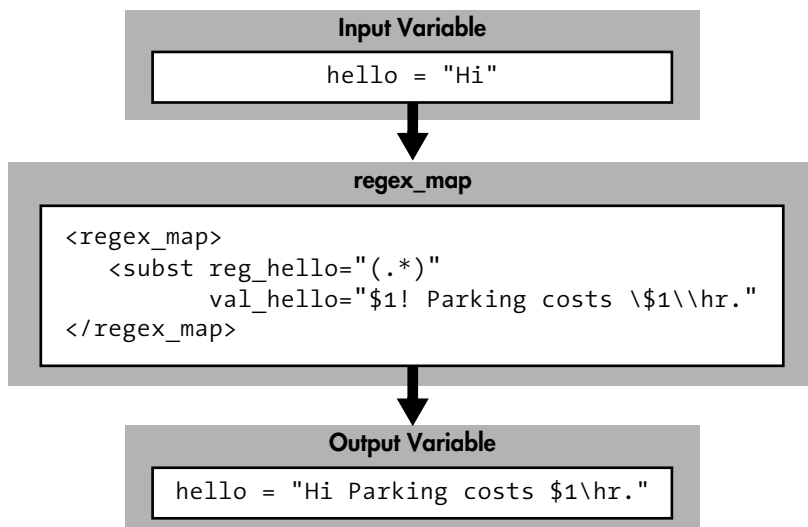 Input Variable
hello = "Hi"
regex_map
<regex_map>
<subst reg_hello="(.*)"
val_hello="$1! Parking costs \$1\\hr."
</regex_map>
Output Variable
hello = "Hi Parking costs $1\hr."